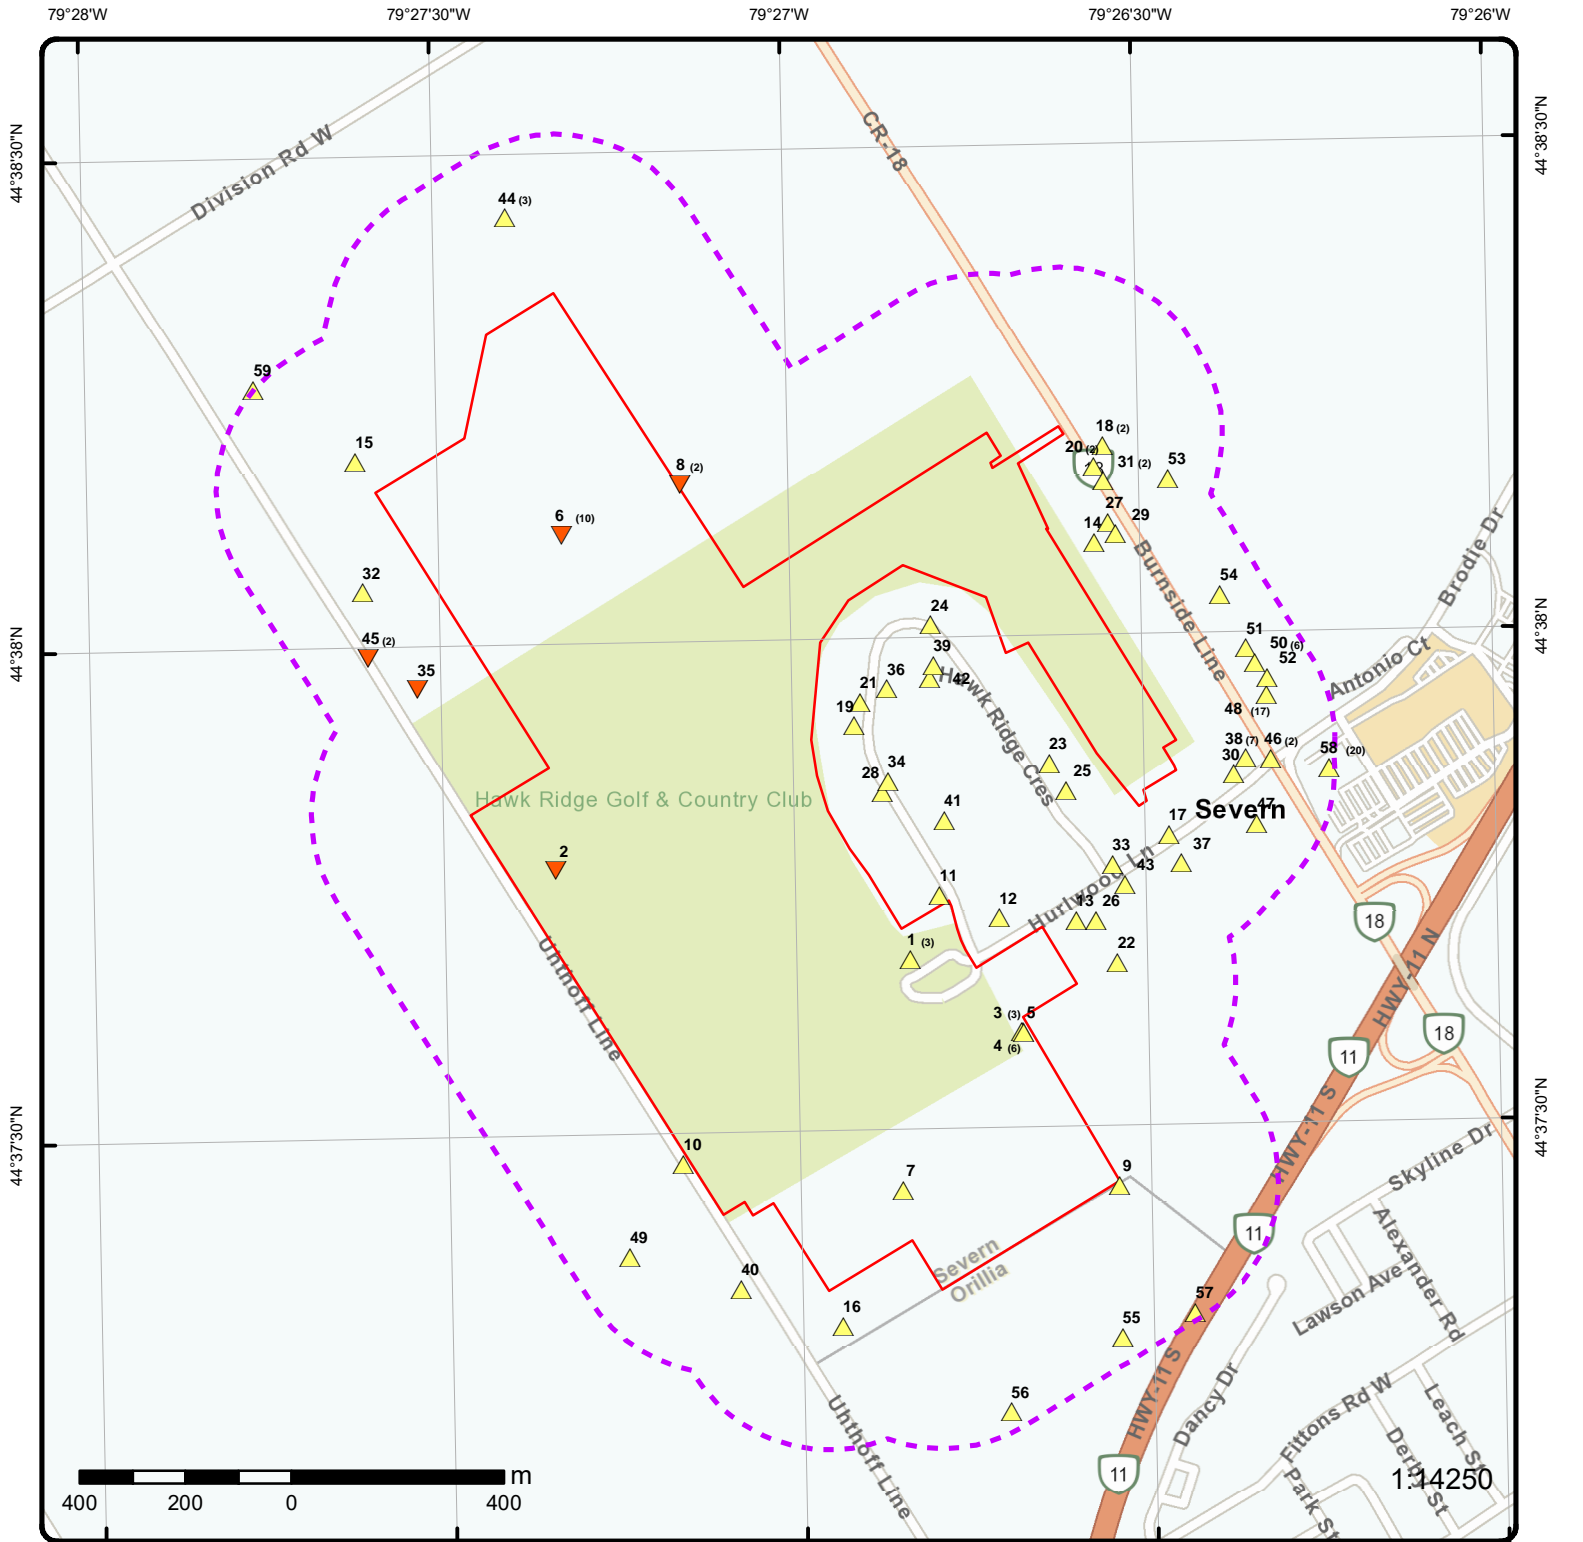 79°28'W 79°27'30"W 79°27'W 79°26'30"W 79°26'W
44°38'30"N
44°38'30"N
44°38'N
44°38'N
44°37'30"N
44°37'30"N
Division Rd W
CR-18
44 (3)
59
15
8 (2)
6 (10)
32
45 (2)
35
18 (2)
20 (2)
31 (2)
53
27
29
14
Burnside Line
Brodie Dr
54
24
51
50 (6)
52
Antonio Ct
39
36
42
21
19
Hawk Ridge Cres
48 (17)
38 (7)
46 (2)
30
58 (20)
23
25
34
28
Hawk Ridge Golf & Country Club
Severn
47
41
17
37
33
43
2
Hurlwood Ln
11
12
13
26
22
1 (3)
18
HWY-11 N
Uhthoff Line
3 (3)
5
4 (6)
18
11
HWY-11 S
Skyline Dr
10
7
9
11
Alexander Rd
Severn
Orillia
49
40
16
57
55
Lawson Ave
56
HWY-11 S
Dancy Dr
Fittons Rd W
Leach St
Derby St
Park St
Uhthoff Line
11
m
400 200 0 400
1:14250